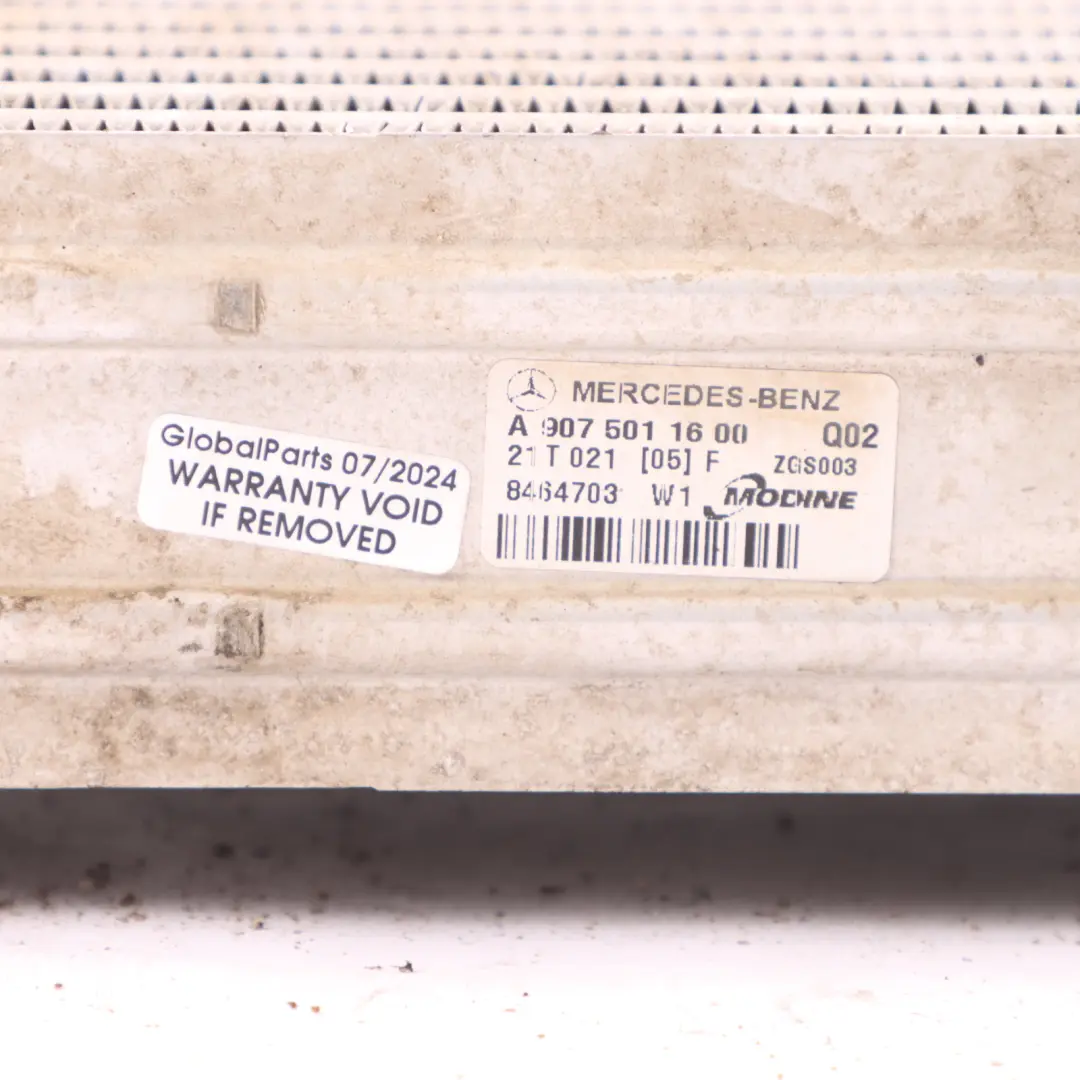 GlobalParts 07/2024
WARRANTY VOID
IF REMOVED
MERCEDES-BENZ
A 907 501 16 00 Q02
21 T 021 [05] F ZGS003
8464703 W1 MODINE